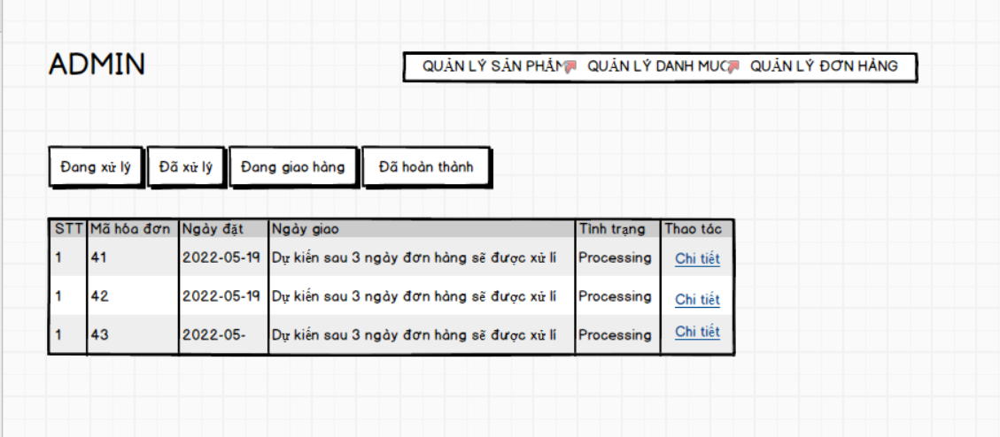 ADMIN
QUẢN LÝ SẢN PHẨM QUẢN LÝ DANH MỤC QUẢN LÝ ĐƠN HÀNG
Đang xử lý Đã xử lý Đang giao hàng Đã hoàn thành
STT Mã hóa đơn Ngày đặt Ngày giao Tình trạng Thao tác
1 41 2022-05-19 Dự kiến sau 3 ngày đơn hàng sẽ được xử lí Processing Chi tiết
1 42 2022-05-19 Dự kiến sau 3 ngày đơn hàng sẽ được xử lí Processing Chi tiết
1 43 2022-05- Dự kiến sau 3 ngày đơn hàng sẽ được xử lí Processing Chi tiết